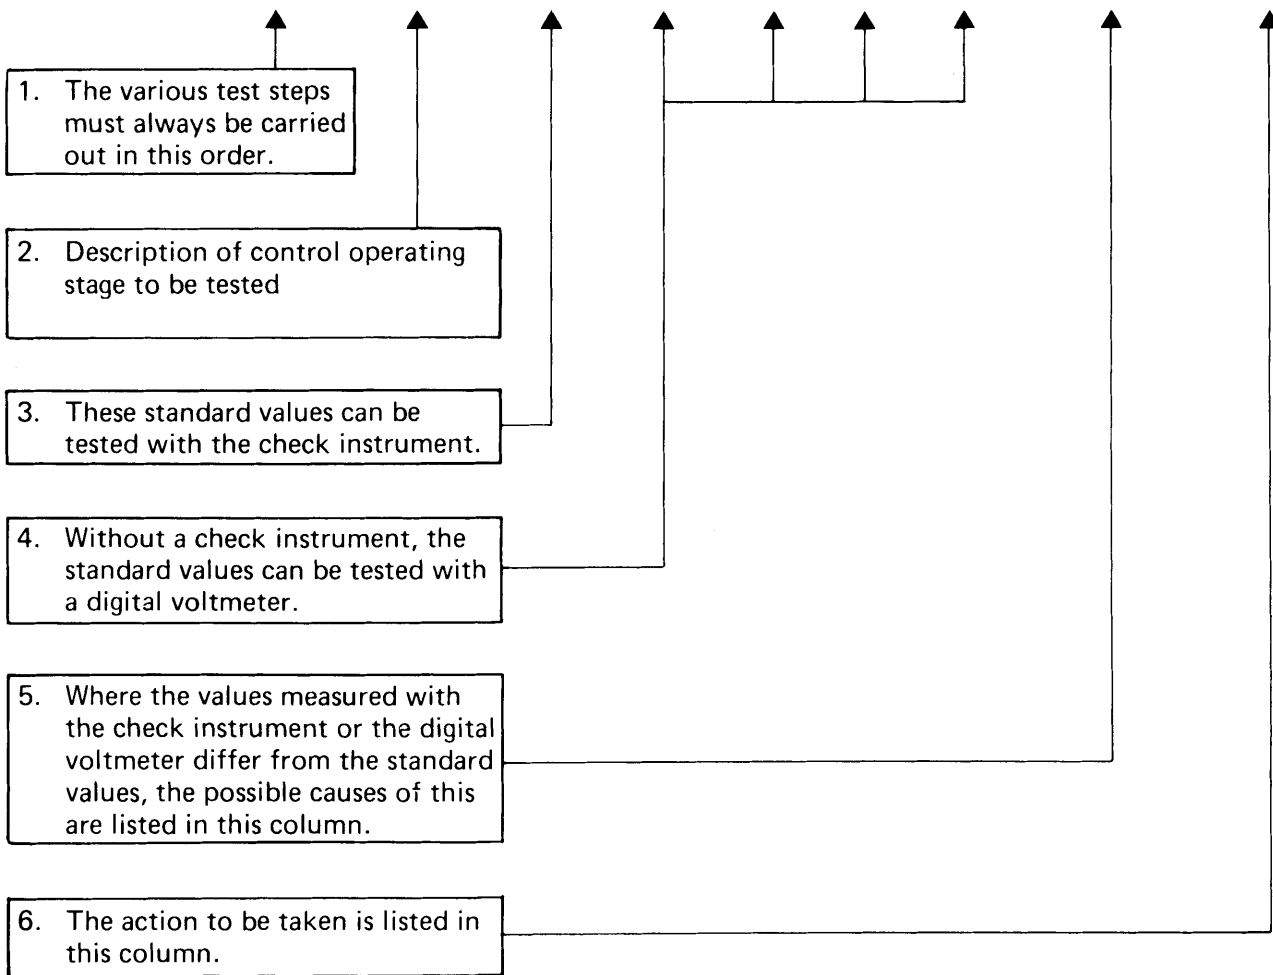 1. The various test steps
must always be carried
out in this order.
2. Description of control operating
stage to be tested
3. These standard values can be
tested with the check instrument.
4. Without a check instrument, the
standard values can be tested with
a digital voltmeter.
5. Where the values measured with
the check instrument or the digital
voltmeter differ from the standard
values, the possible causes of this
are listed in this column.
6. The action to be taken is listed in
this column.